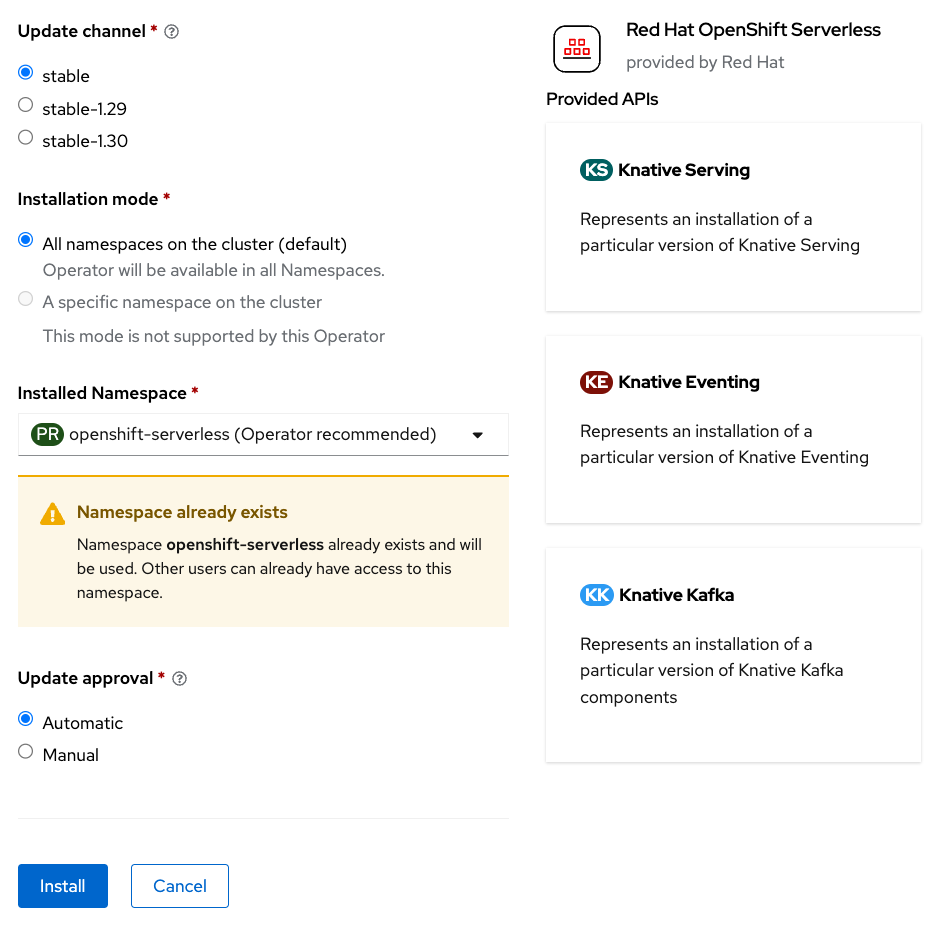 Update channel *
stable
stable-1.29
stable-1.30
Installation mode *
All namespaces on the cluster (default)
Operator will be available in all Namespaces.
A specific namespace on the cluster
This mode is not supported by this Operator
Installed Namespace *
PR openshift-serverless (Operator recommended)
Namespace already exists
Namespace openshift-serverless already exists and will
be used. Other users can already have access to this
namespace.
Update approval *
Automatic
Manual
Install
Cancel
Red Hat OpenShift Serverless
provided by Red Hat
Provided APIs
KS Knative Serving
Represents an installation of a
particular version of Knative Serving
KE Knative Eventing
Represents an installation of a
particular version of Knative Eventing
KK Knative Kafka
Represents an installation of a
particular version of Knative Kafka
components